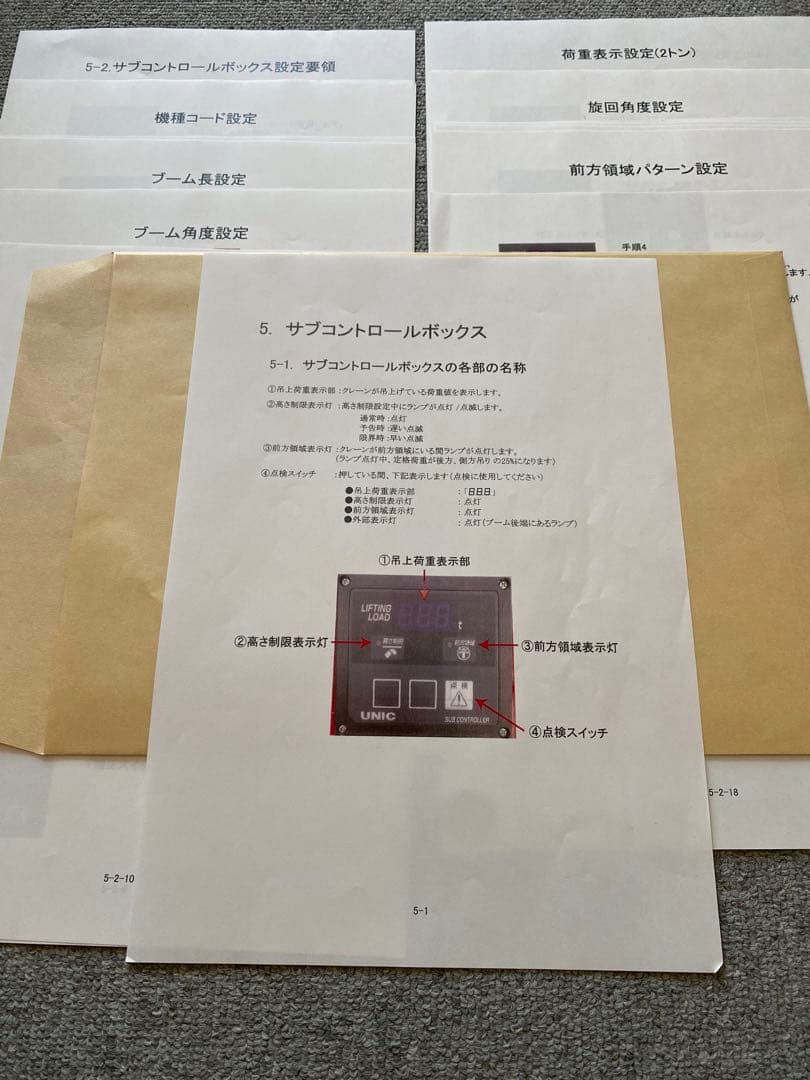 5-2.サブコントロールボックス設定要領
機種コード設定
ブーム長設定
ブーム角度設定
荷重表示設定(2トン)
旋回角度設定
前方領域パターン設定
手順4
ます.
が
5. サブコントロールボックス
5-1. サブコントロールボックスの各部の名称
①吊上荷重表示部 : クレーンが吊上げている荷重値を表示します。
②高さ制限表示灯 : 高さ制限設定中にランプが点灯/点滅します。
通常時 : 点灯
予告時 : 遅い点滅
限界時 : 早い点滅
③前方領域表示灯 : クレーンが前方領域にいる間ランプが点灯します。
(ランプ点灯中、定格荷重が後方、側方吊りの25%になります)
④点検スイッチ : 押している間、下記表示します(点検に使用してください)
●吊上荷重表示部 : 「日日日」
●高さ制限表示灯 : 点灯
●前方領域表示灯 : 点灯
●外部表示灯 : 点灯(ブーム後端にあるランプ)
①吊上荷重表示部
LIFTING
LOAD
t
②高さ制限表示灯
高さ制限
前方領域
③前方領域表示灯
点検
UNIC
SUB CONTROLLER
④点検スイッチ
5-2-18
5-2-10
5-1